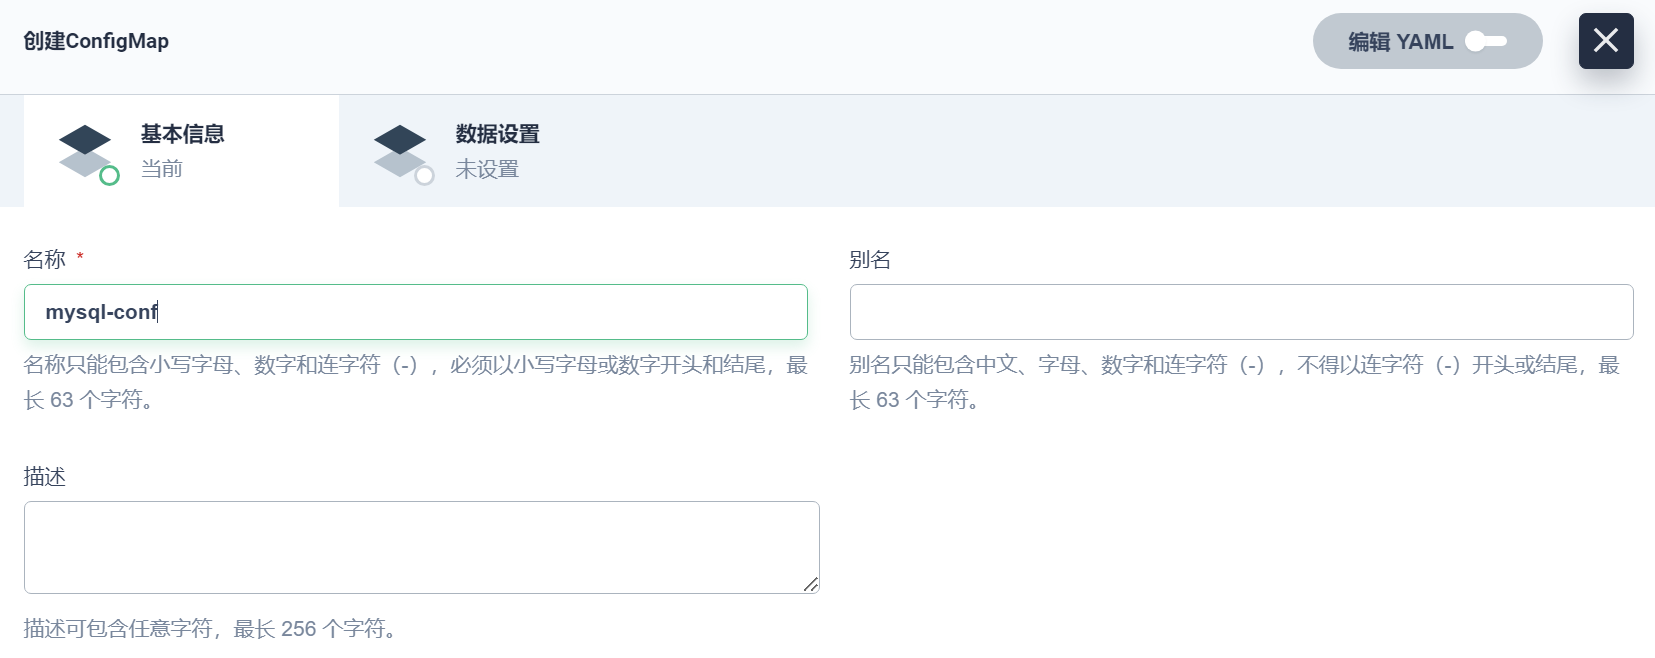 创建ConfigMap
编辑 YAML
基本信息
当前
数据设置
未设置
名称 *
mysql-conf
名称只能包含小写字母、数字和连字符（-），必须以小写字母或数字开头和结尾，最
长 63 个字符。
别名
别名只能包含中文、字母、数字和连字符（-），不得以连字符（-）开头或结尾，最
长 63 个字符。
描述
描述可包含任意字符，最长 256 个字符。